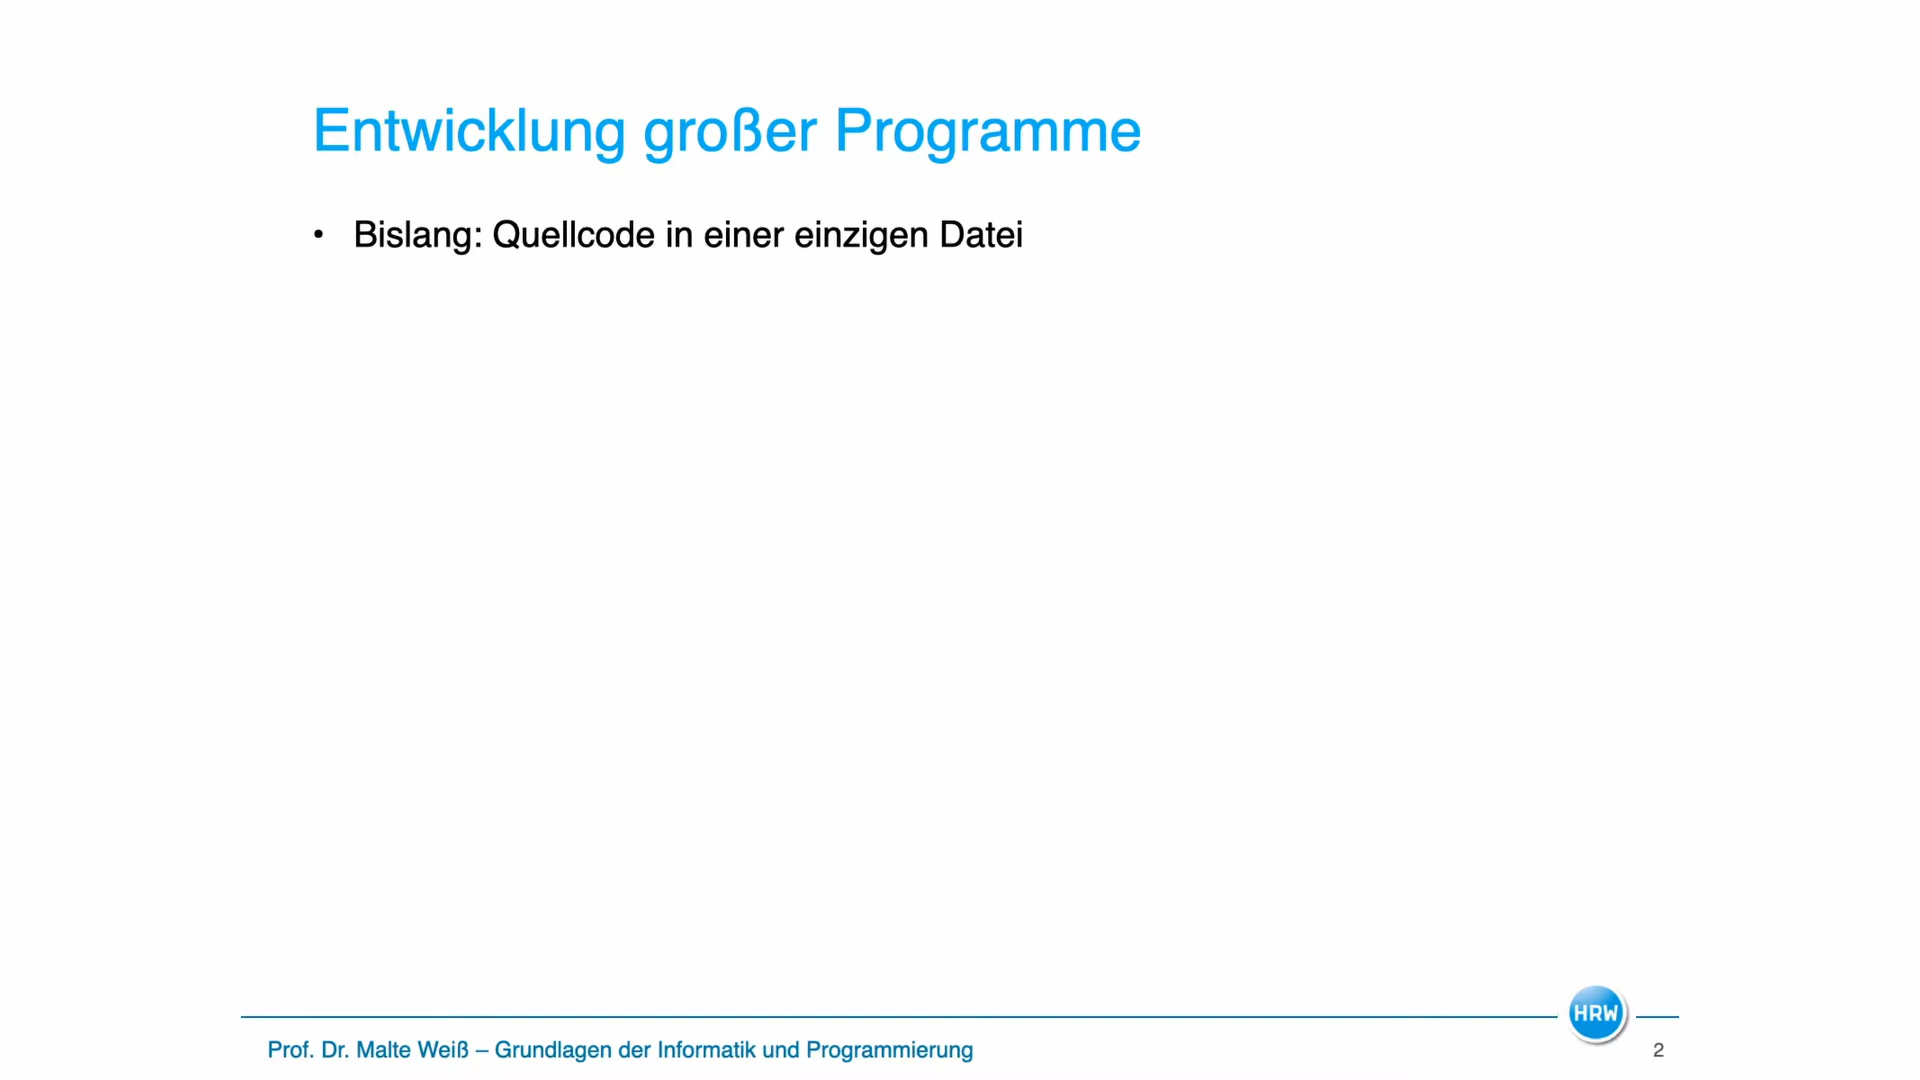 Entwicklung großer Programme
• Bislang: Quellcode in einer einzigen Datei
HRW
Prof. Dr. Malte Weiß – Grundlagen der Informatik und Programmierung
2